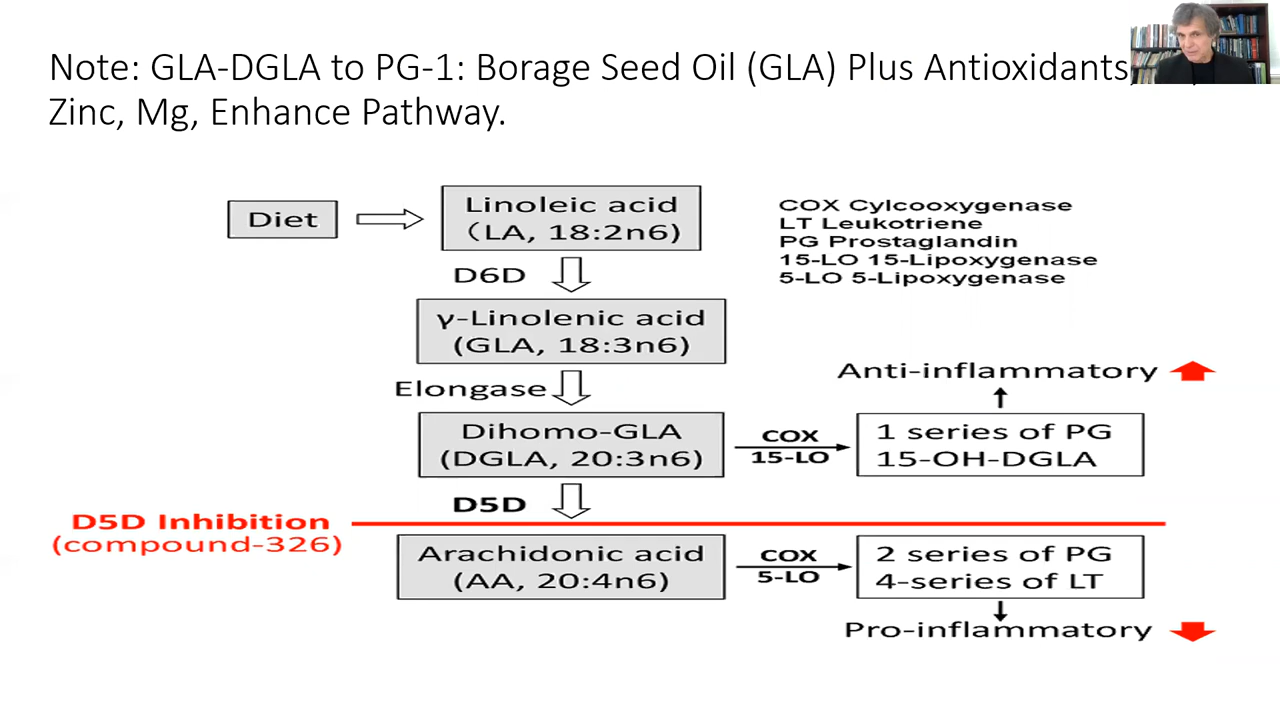 Note: GLA-DGLA to PG-1: Borage Seed Oil (GLA) Plus Antioxidants,
Zinc, Mg, Enhance Pathway.
Diet
Linoleic acid
(LA, 18:2n6)
COX Cylcooxygenase
LT Leukotriene
PG Prostaglandin
15-LO 15-Lipoxygenase
5-LO 5-Lipoxygenase
D6D
γ-Linolenic acid
(GLA, 18:3n6)
Elongase
Anti-inflammatory
Dihomo-GLA
(DGLA, 20:3n6)
COX
15-LO
1 series of PG
15-OH-DGLA
D5D
D5D Inhibition
(compound-326)
Arachidonic acid
(AA, 20:4n6)
COX
5-LO
2 series of PG
4-series of LT
Pro-inflammatory